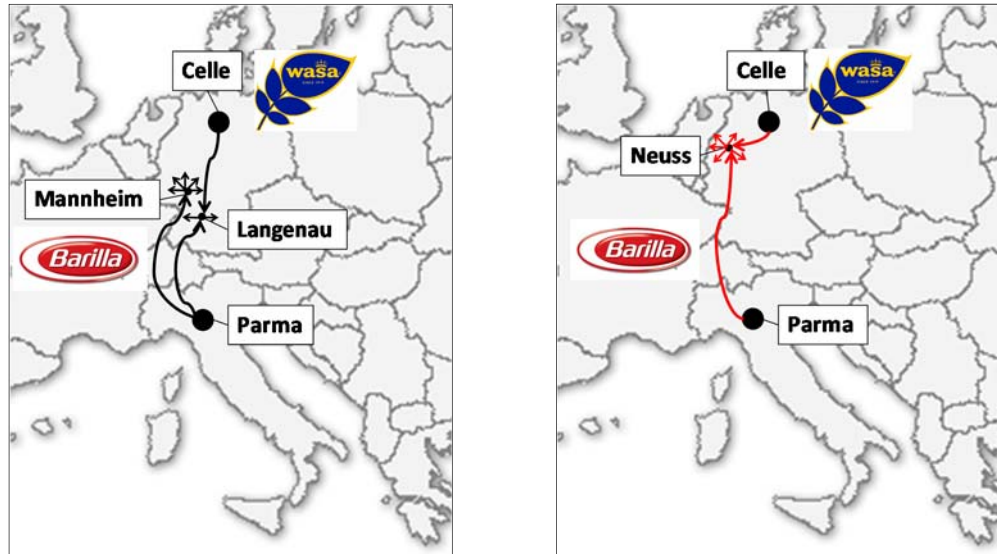 Celle
wasa
Mannheim
Langenau
Barilla
Parma
Celle
wasa
Neuss
Barilla
Parma